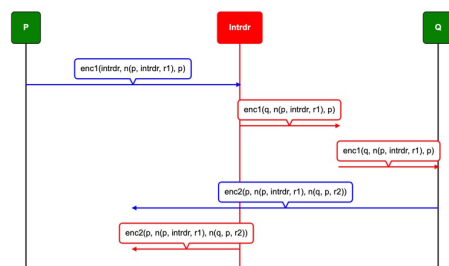 P
Intrdr
Q
enc1(intrdr, n(p, intrdr, r1), p)
enc1(q, n(p, intrdr, r1), p)
enc1(q, n(p, intrdr, r1), p)
enc2(p, n(p, intrdr, r1), n(q, p, r2))
enc2(p, n(p, intrdr, r1), n(q, p, r2))